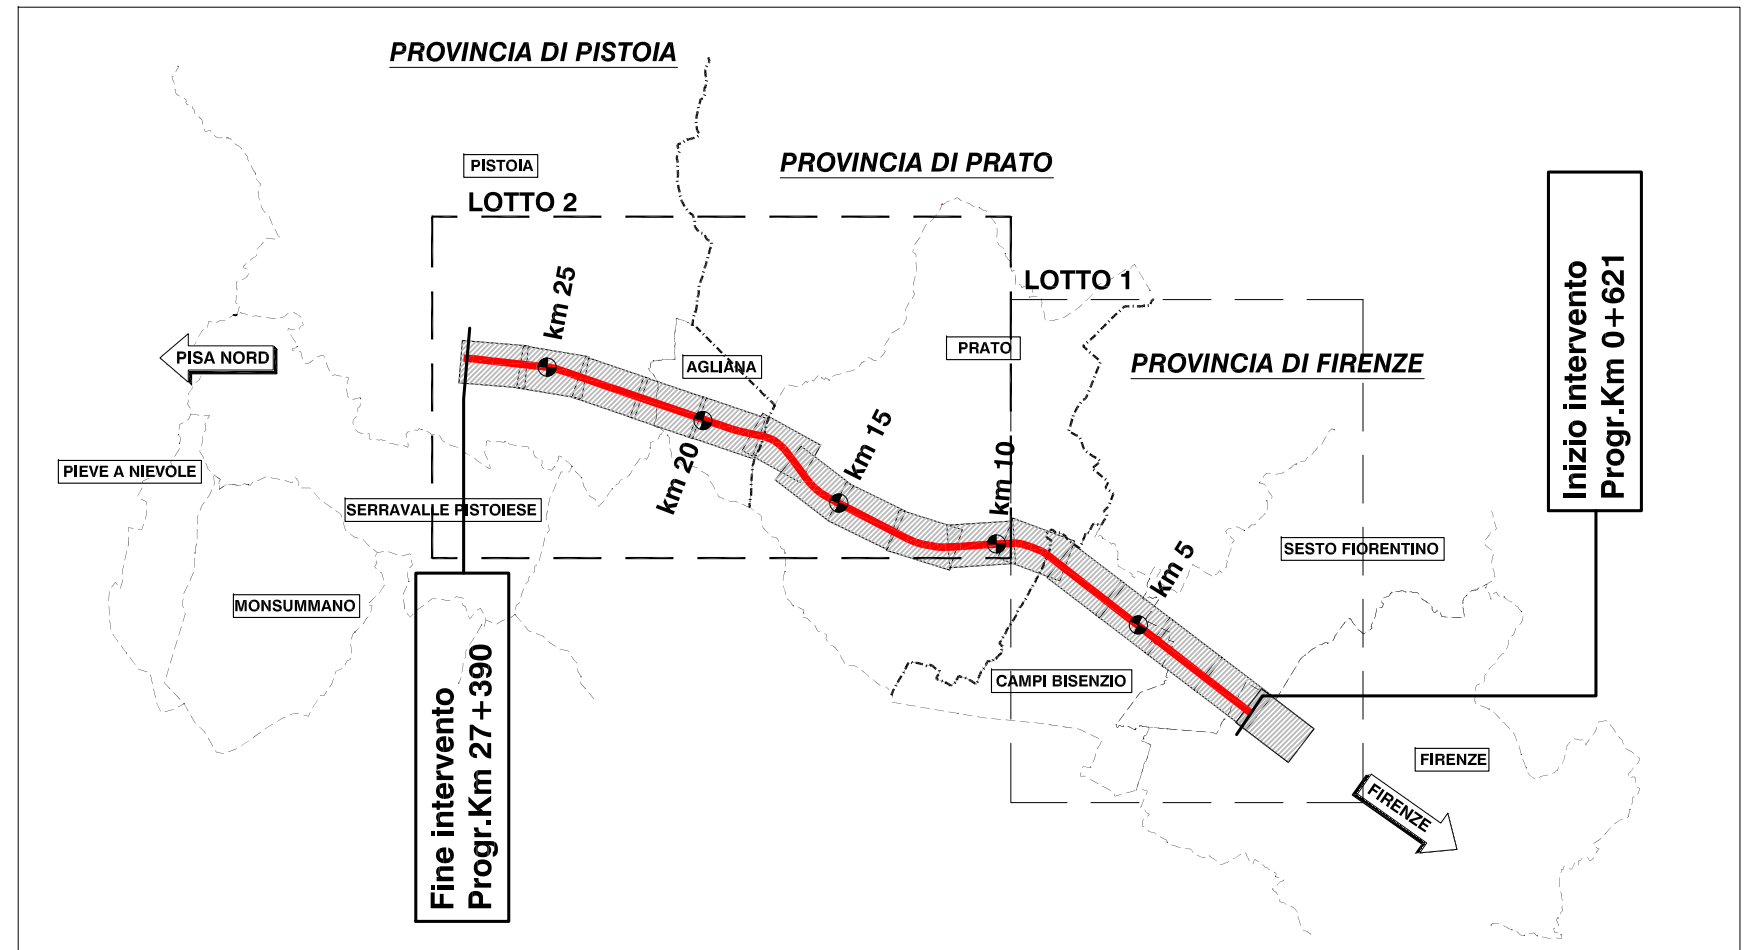 PROVINCIA DI PISTOIA
PROVINCIA DI PRATO
PISTOIA
LOTTO 2
LOTTO 1
km 25
PISA NORD
AGLIANA
PRATO
PROVINCIA DI FIRENZE
Inizio intervento
Progr.Km 0+621
km 20
km 15
km 10
PIEVE A NIEVOLE
SERRAVALLE PISTOIESE
km 5
SESTO FIORENTINO
MONSUMMANO
CAMPI BISENZIO
Fine intervento
Progr.Km 27+390
FIRENZE
FIRENZE